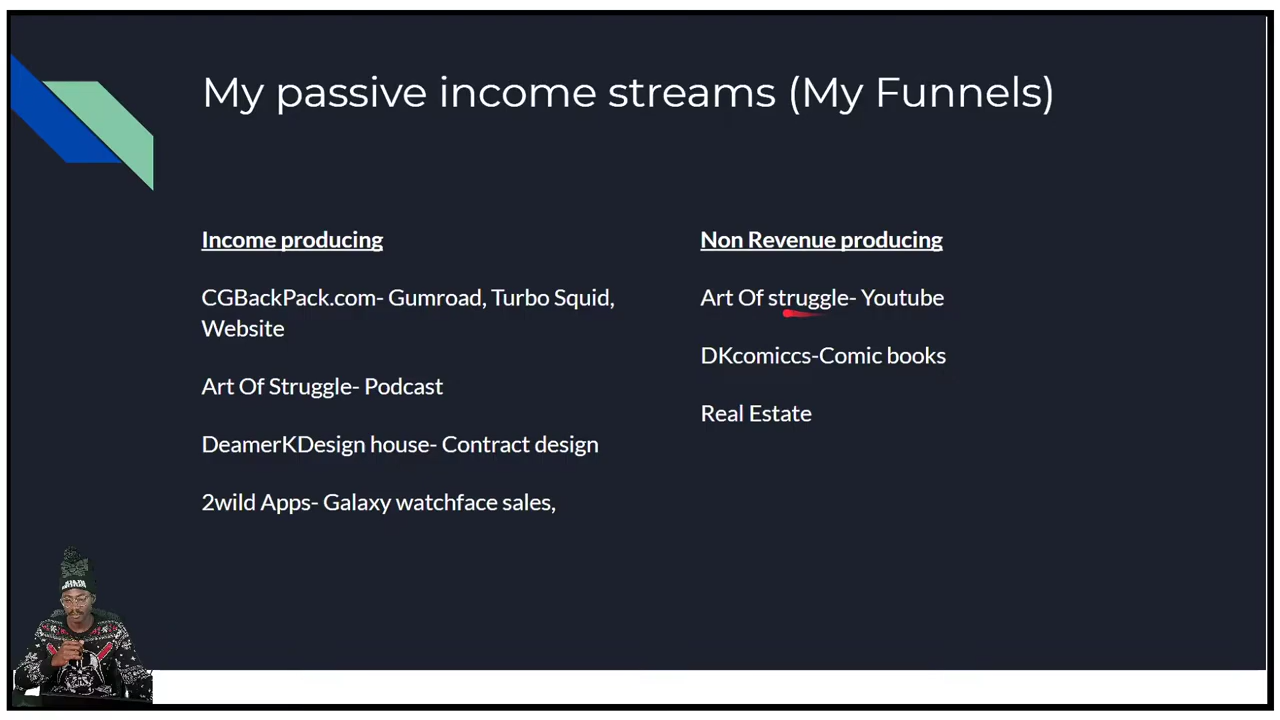 My passive income streams (My Funnels)
Income producing
CGBackPack.com- Gumroad, Turbo Squid,
Website
Art Of Struggle- Podcast
DeamerKDesign house- Contract design
2wild Apps- Galaxy watchface sales,
Non Revenue producing
Art Of struggle- Youtube
DKcomiccs-Comic books
Real Estate